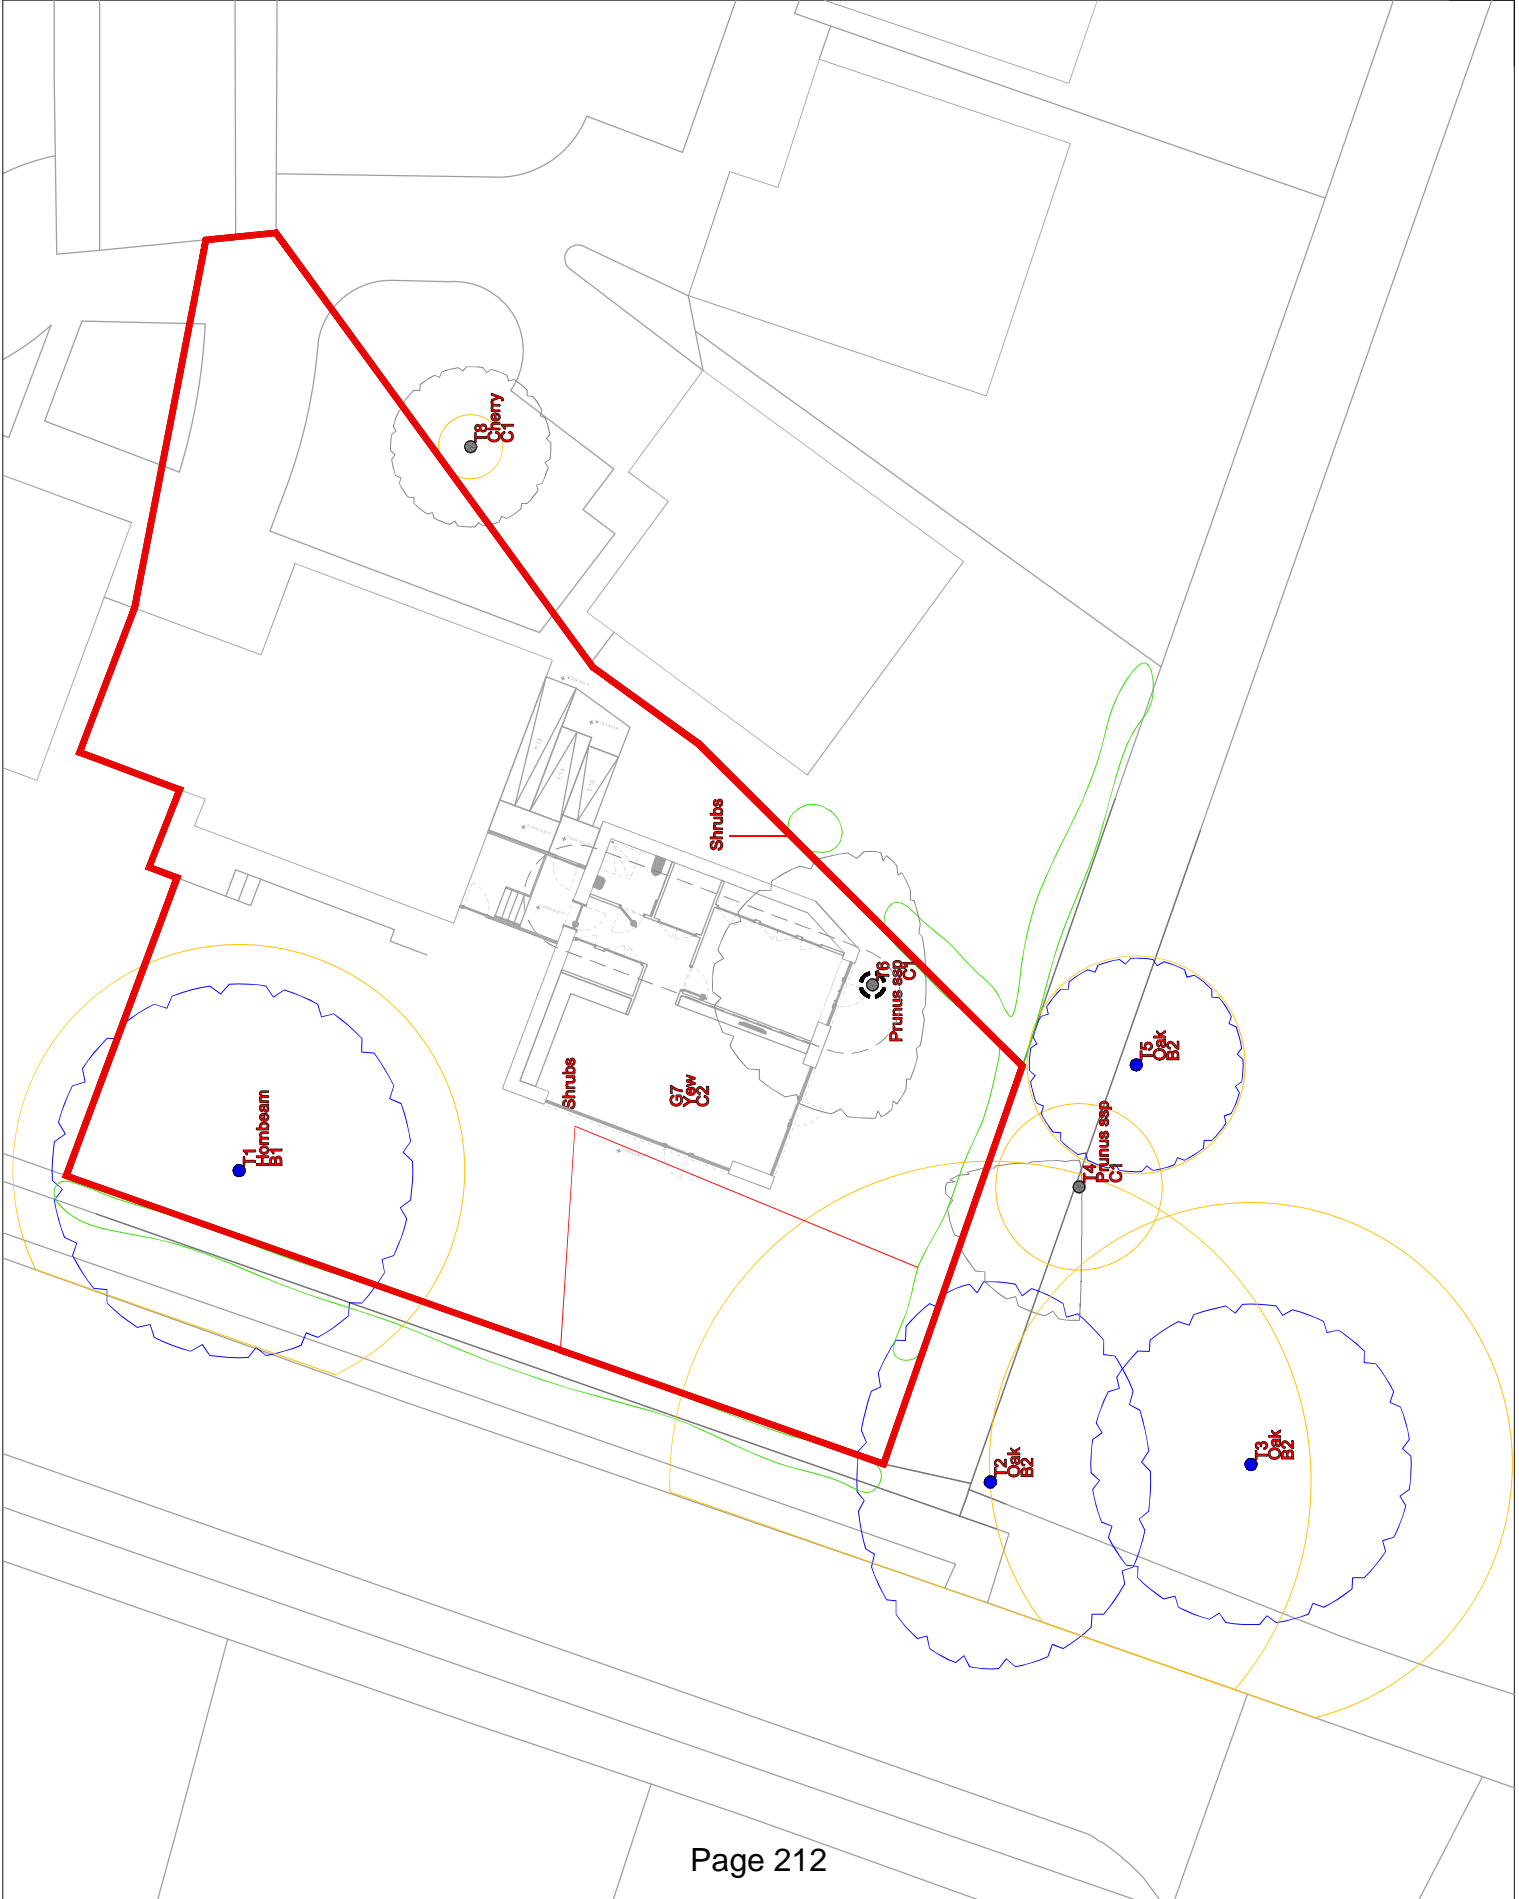 T8
Cherry
C1
Shrubs
T6
Prunus ssp
C1
Shrubs
G7
Yew
C2
T1
Hornbeam
B1
T5
Oak
B2
T4
Prunus ssp
C1
T2
Oak
B2
T3
Oak
B2
Page 212